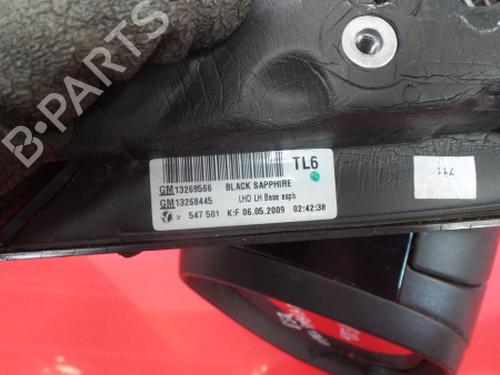 B-PARTS
TL6
GM 13269566 BLACK SAPPHIRE
GM 13268445 LHD LH Base asph.
547 501 K:F 06.05.2009 02:42:38
711